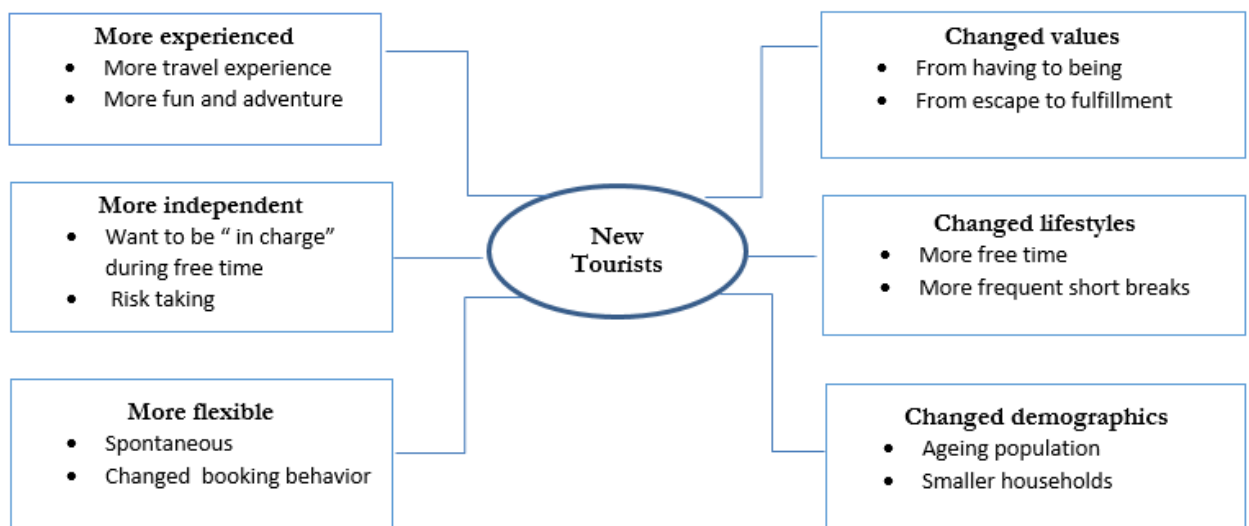 More experienced
• More travel experience
• More fun and adventure
More independent
• Want to be “ in charge”
during free time
• Risk taking
More flexible
• Spontaneous
• Changed booking behavior
New
Tourists
Changed values
• From having to being
• From escape to fulfillment
Changed lifestyles
• More free time
• More frequent short breaks
Changed demographics
• Ageing population
• Smaller households